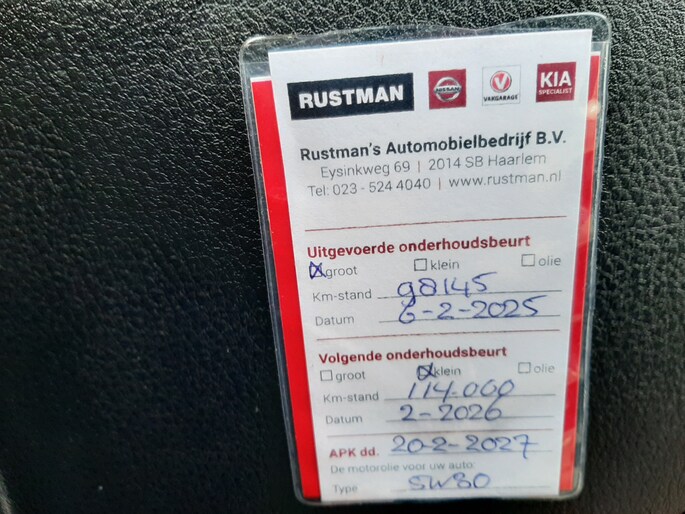 RUSTMAN NISSAN VAKGARAGE KIA SPECIALIST
Rustman's Automobielbedrijf B.V.
Eysinkweg 69 | 2014 SB Haarlem
Tel: 023 - 524 4040 | www.rustman.nl
Uitgevoerde onderhoudsbeurt
groot klein olie
Km-stand 98145
Datum 6-2-2025
Volgende onderhoudsbeurt
groot klein olie
Km-stand 114.000
Datum 2-2026
APK dd. 20-2-2027
De motorolie voor uw auto:
Type 5W30